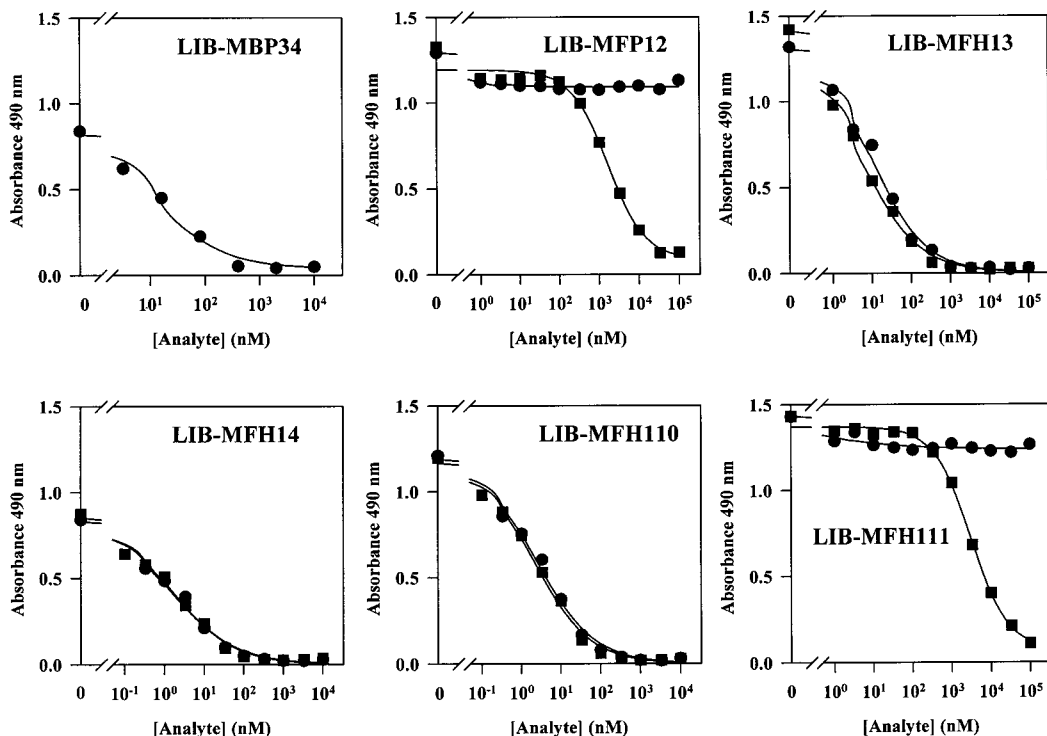 1.5
LIB-MBP34
1.0
Absorbance 490 nm
0.5
0.0
0 10¹ 10² 10³ 10⁴
[Analyte] (nM)
1.5
LIB-MFP12
1.0
Absorbance 490 nm
0.5
0.0
0 10⁰ 10¹ 10² 10³ 10⁴ 10⁵
[Analyte] (nM)
1.5
LIB-MFH13
1.0
Absorbance 490 nm
0.5
0.0
0 10⁰ 10¹ 10² 10³ 10⁴ 10⁵
[Analyte] (nM)
1.5
LIB-MFH14
1.0
Absorbance 490 nm
0.5
0.0
0 10⁻¹ 10⁰ 10¹ 10² 10³ 10⁴
[Analyte] (nM)
1.5
LIB-MFH110
1.0
Absorbance 490 nm
0.5
0.0
0 10⁻¹ 10⁰ 10¹ 10² 10³ 10⁴
[Analyte] (nM)
1.5
1.0
Absorbance 490 nm
LIB-MFH111
0.5
0.0
0 10⁰ 10¹ 10² 10³ 10⁴ 10⁵
[Analyte] (nM)